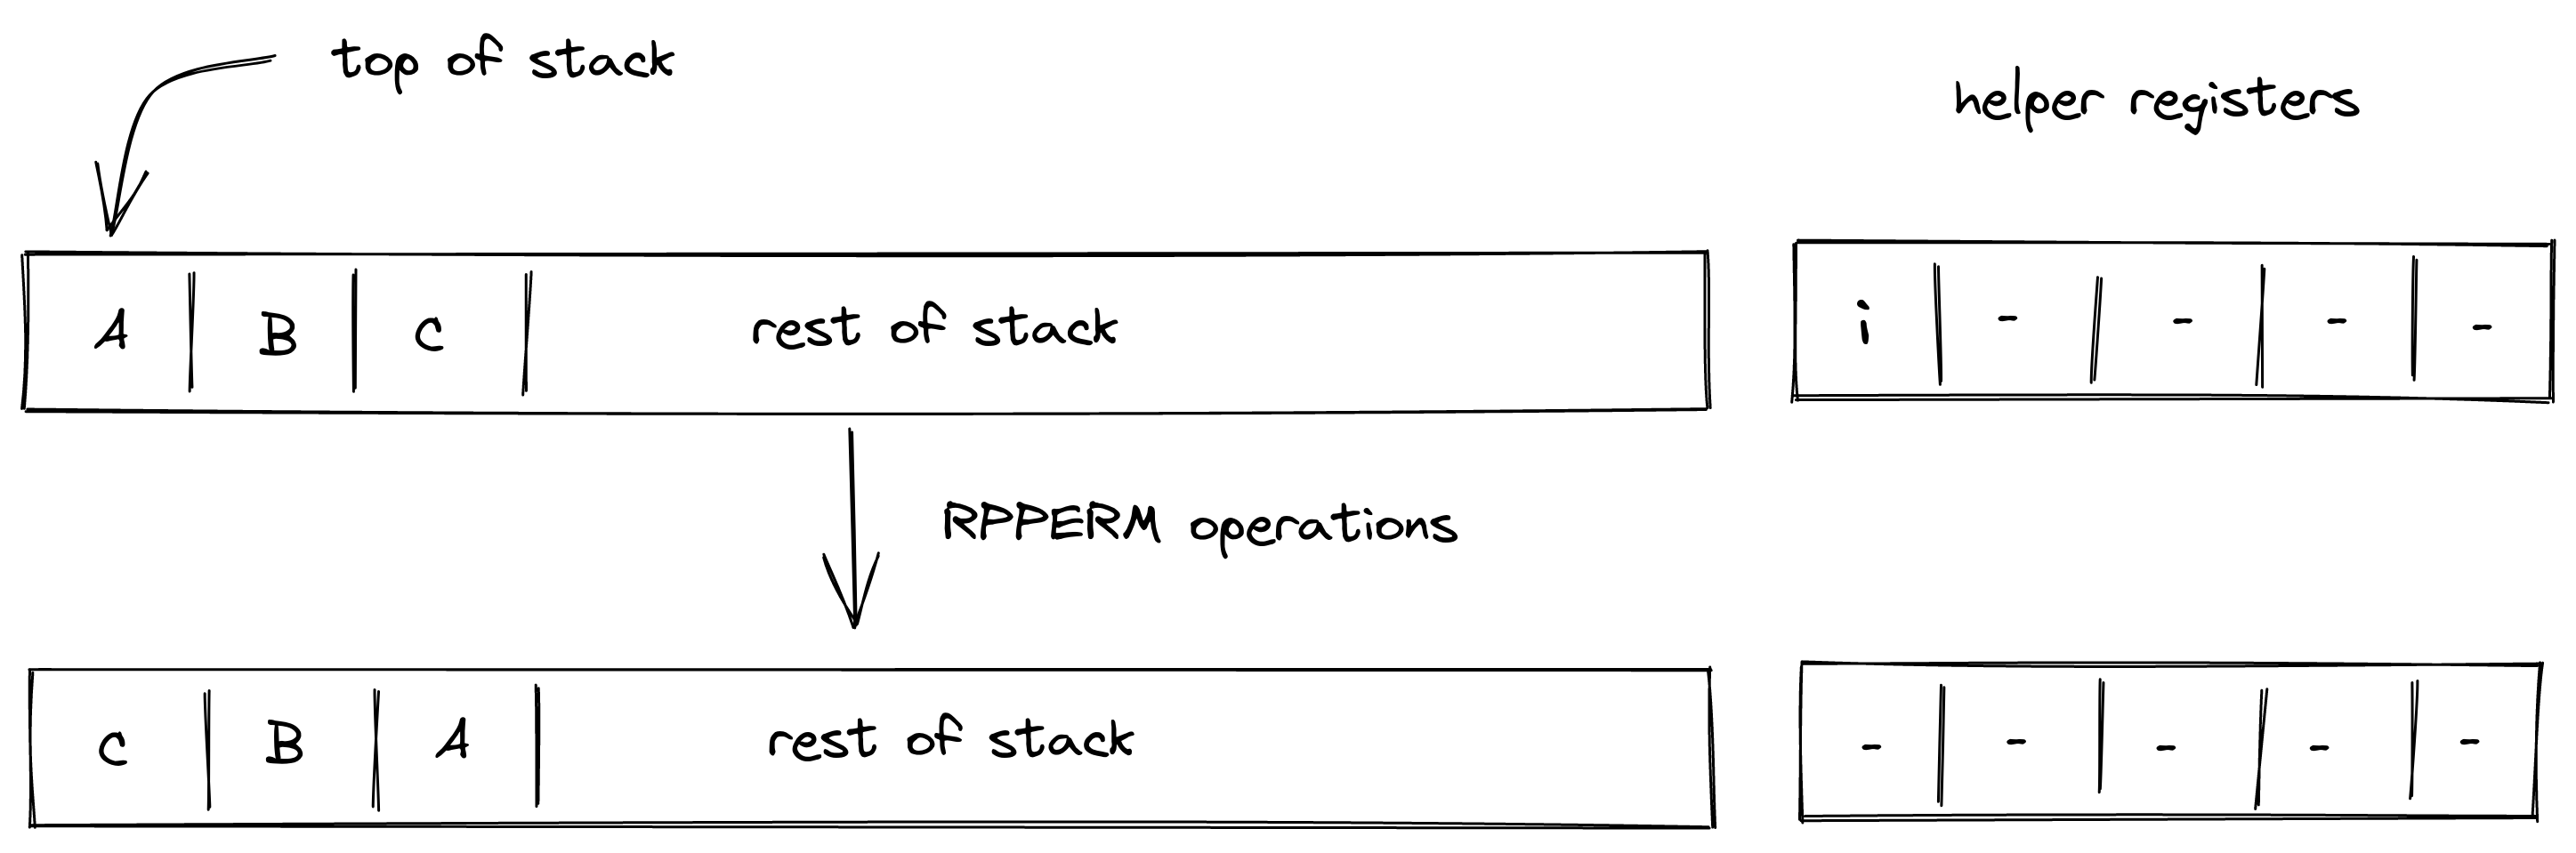 top of stack
helper registers
A B C rest of stack
i - - - -
RPPERM operations
C B A rest of stack
- - - - -